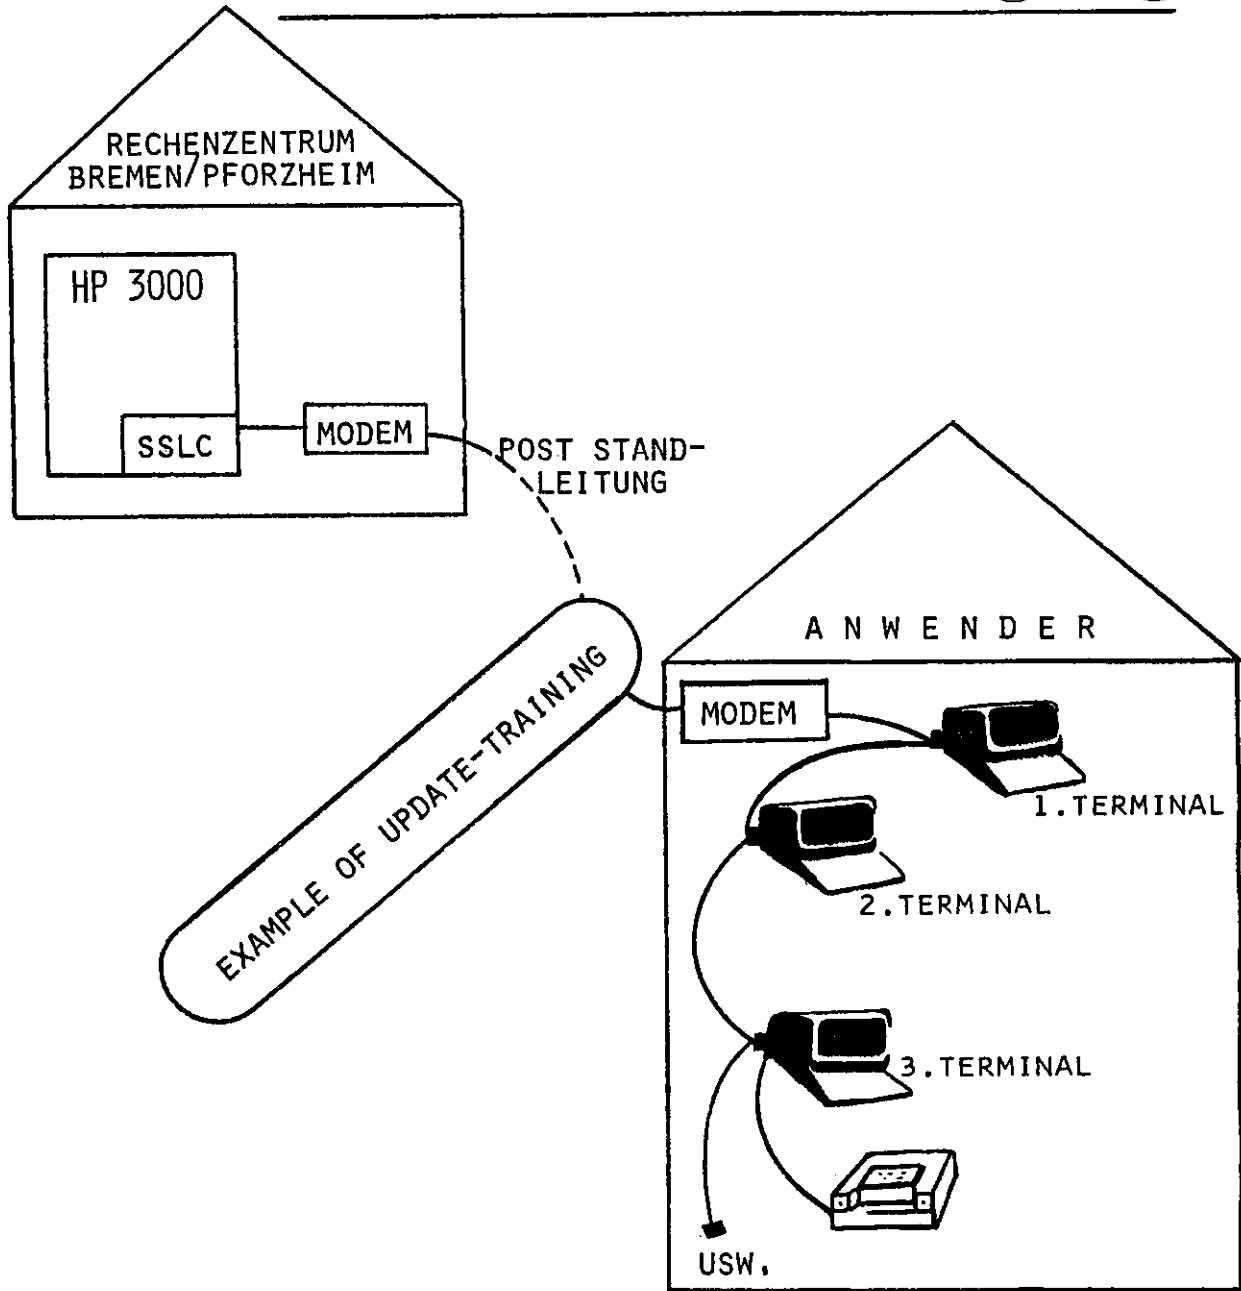 RECHENZENTRUM
BREMEN/PFORZHEIM
HP 3000
SSLC
MODEM
POST STAND-
LEITUNG
EXAMPLE OF UPDATE-TRAINING
A N W E N D E R
MODEM
1.TERMINAL
2.TERMINAL
3.TERMINAL
USW.